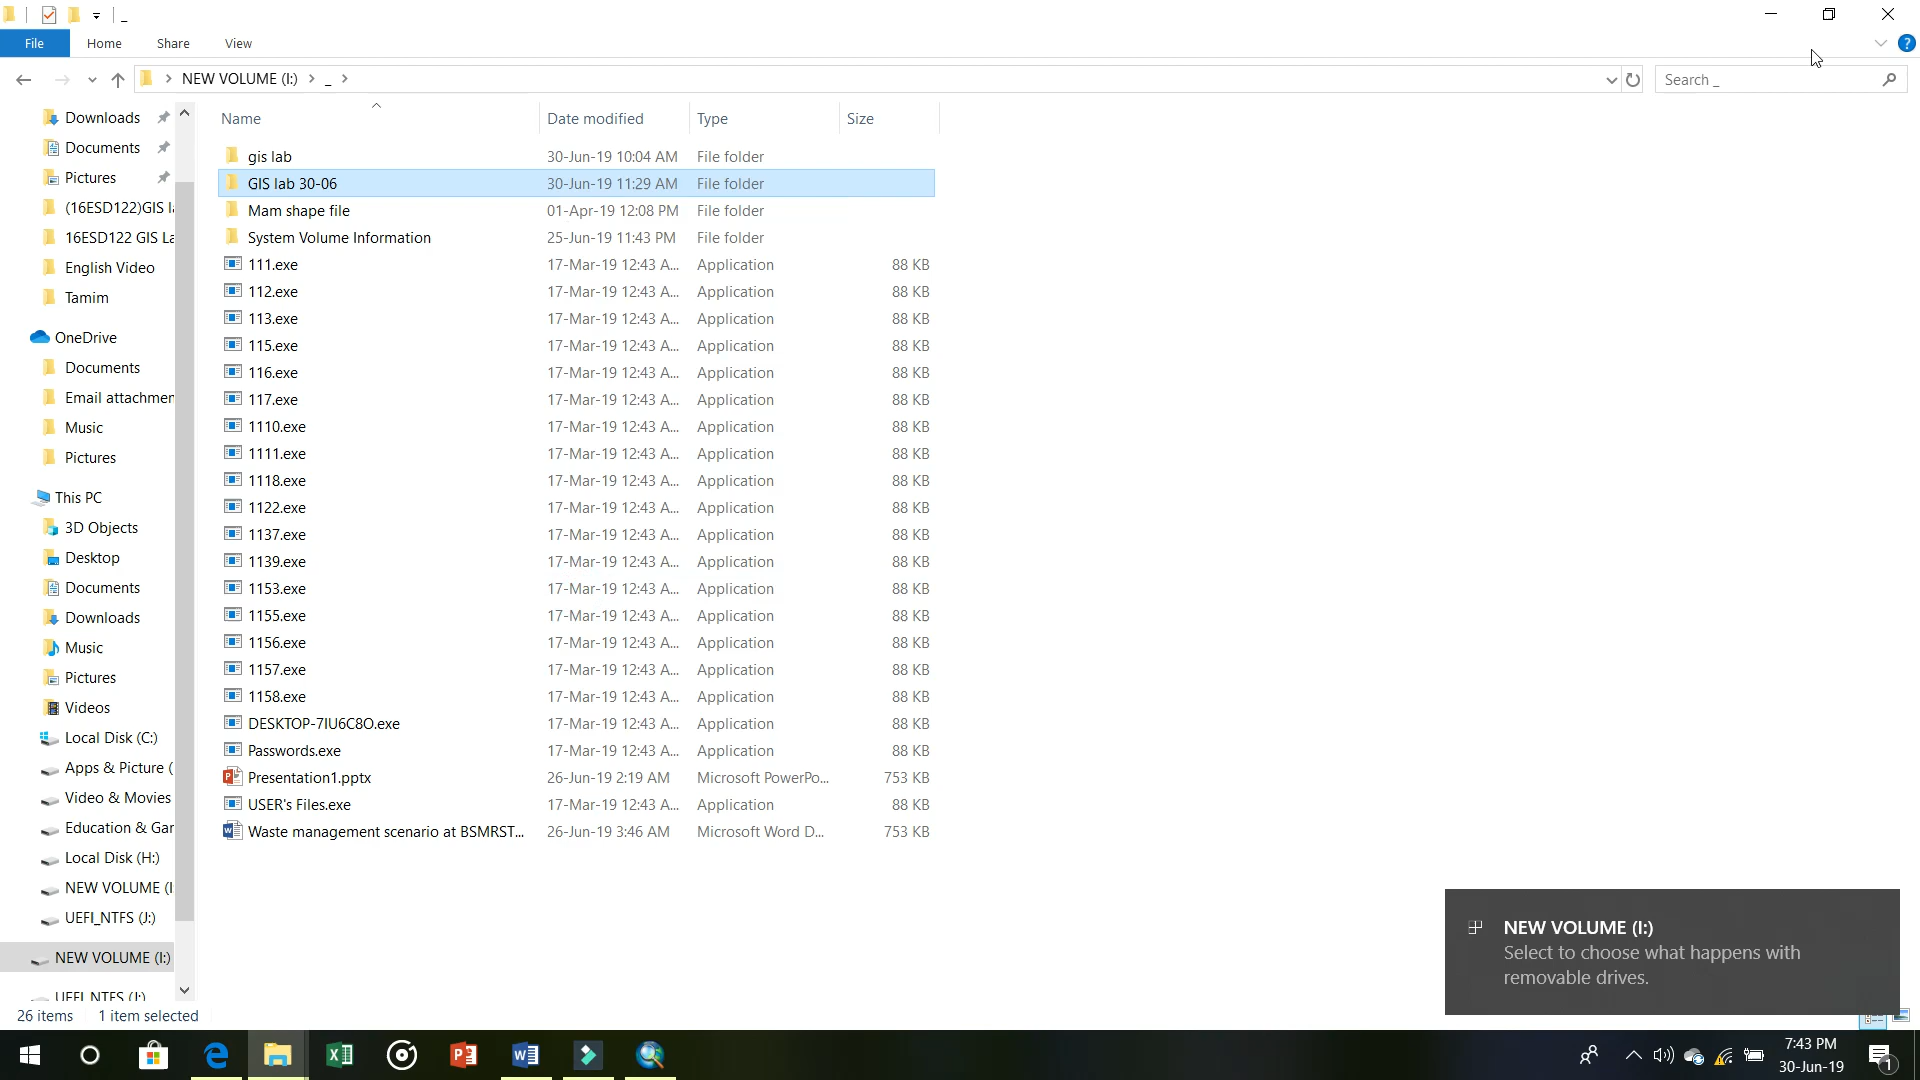 _
File Home Share View
NEW VOLUME (I:) _
Search _
Name Date modified Type Size
Downloads
Documents
Pictures
(16ESD122)GIS l
16ESD122 GIS La
English Video
Tamim
OneDrive
Documents
Email attachmen
Music
Pictures
This PC
3D Objects
Desktop
Documents
Downloads
Music
Pictures
Videos
Local Disk (C:)
Apps & Picture (
Video & Movies
Education & Gar
Local Disk (H:)
NEW VOLUME (I
UEFI_NTFS (J:)
NEW VOLUME (I:)
UEFI_NTFS (J:)
gis lab 30-Jun-19 10:04 AM File folder
GIS lab 30-06 30-Jun-19 11:29 AM File folder
Mam shape file 01-Apr-19 12:08 PM File folder
System Volume Information 25-Jun-19 11:43 PM File folder
111.exe 17-Mar-19 12:43 A... Application 88 KB
112.exe 17-Mar-19 12:43 A... Application 88 KB
113.exe 17-Mar-19 12:43 A... Application 88 KB
115.exe 17-Mar-19 12:43 A... Application 88 KB
116.exe 17-Mar-19 12:43 A... Application 88 KB
117.exe 17-Mar-19 12:43 A... Application 88 KB
1110.exe 17-Mar-19 12:43 A... Application 88 KB
1111.exe 17-Mar-19 12:43 A... Application 88 KB
1118.exe 17-Mar-19 12:43 A... Application 88 KB
1122.exe 17-Mar-19 12:43 A... Application 88 KB
1137.exe 17-Mar-19 12:43 A... Application 88 KB
1139.exe 17-Mar-19 12:43 A... Application 88 KB
1153.exe 17-Mar-19 12:43 A... Application 88 KB
1155.exe 17-Mar-19 12:43 A... Application 88 KB
1156.exe 17-Mar-19 12:43 A... Application 88 KB
1157.exe 17-Mar-19 12:43 A... Application 88 KB
1158.exe 17-Mar-19 12:43 A... Application 88 KB
DESKTOP-7IU6C8O.exe 17-Mar-19 12:43 A... Application 88 KB
Passwords.exe 17-Mar-19 12:43 A... Application 88 KB
Presentation1.pptx 26-Jun-19 2:19 AM Microsoft PowerPo... 753 KB
USER's Files.exe 17-Mar-19 12:43 A... Application 88 KB
Waste management scenario at BSMRST... 26-Jun-19 3:46 AM Microsoft Word D... 753 KB
NEW VOLUME (I:)
Select to choose what happens with
removable drives.
26 items 1 item selected
7:43 PM
30-Jun-19
1